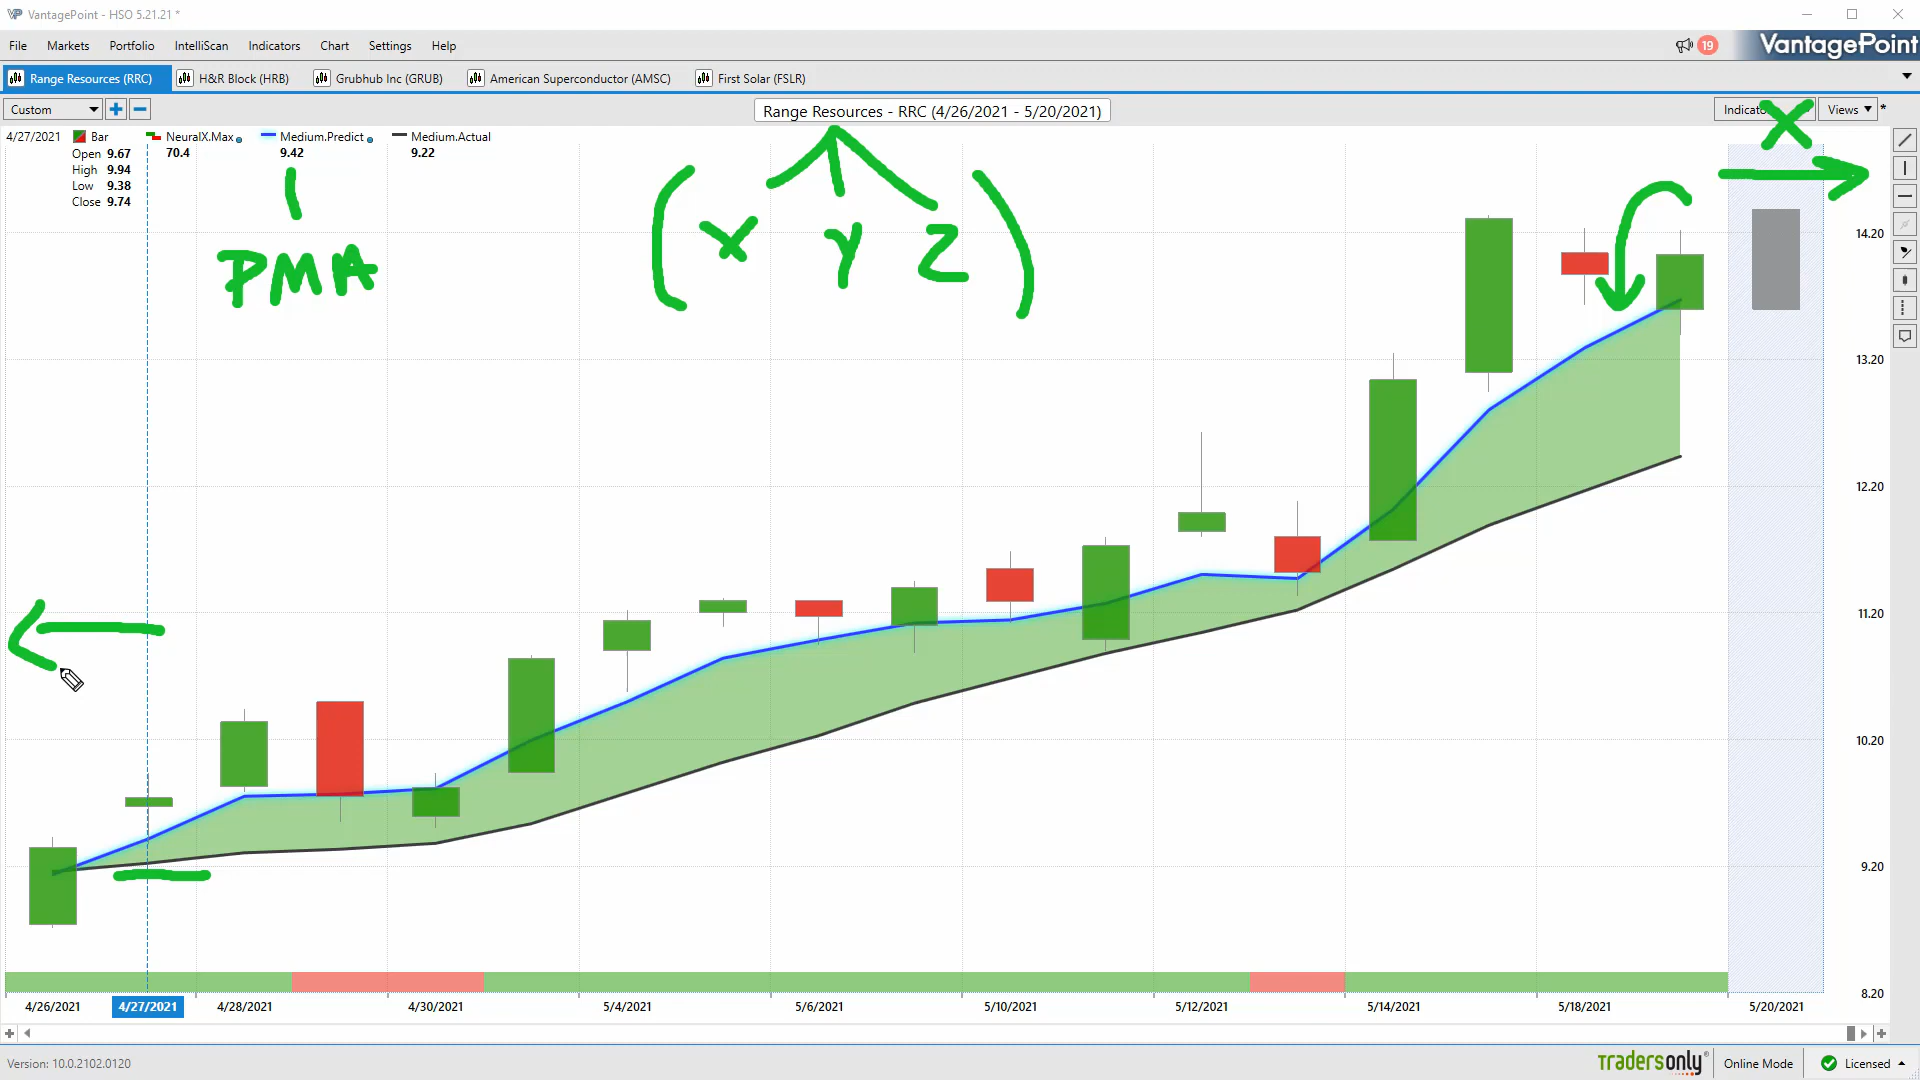 VantagePoint - HSO 5.21.21 *
File Markets Portfolio IntelliScan Indicators Chart Settings Help
19 VantagePoint
Range Resources (RRC) H&R Block (HRB) Grubhub Inc (GRUB) American Superconductor (AMSC) First Solar (FSLR)
Custom Range Resources - RRC (4/26/2021 - 5/20/2021) Views *
4/27/2021 Bar NeuralX.Max Medium.Predict Medium.Actual
Open 9.67 70.4 9.42 9.22
High 9.94
Low 9.38
Close 9.74
X
PMA
( X Y Z )
14.20
13.20
12.20
11.20
10.20
9.20
8.20
4/26/2021 4/27/2021 4/28/2021 4/30/2021 5/4/2021 5/6/2021 5/10/2021 5/12/2021 5/14/2021 5/18/2021 5/20/2021
Version: 10.0.2102.0120 tradersonly Online Mode Licensed